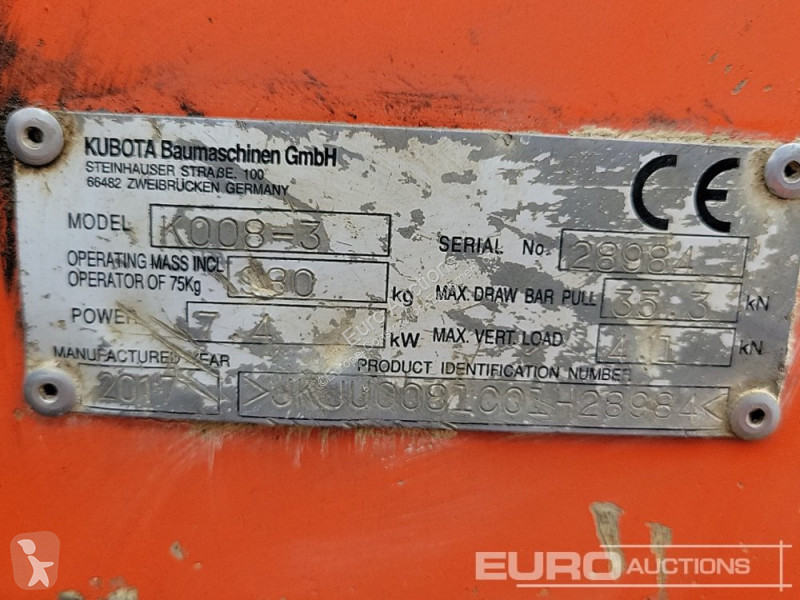 KUBOTA Baumaschinen GmbH
STEINHAUSER STRAßE, 100
66482 ZWEIBRÜCKEN GERMANY
CE
MODEL K008-3
SERIAL No. 28984
OPERATING MASS INCL
OPERATOR OF 75Kg 980 kg
MAX. DRAW BAR PULL 35.3 kN
POWER 7.4 kW
MAX. VERT. LOAD 4.1 kN
MANUFACTURED YEAR 2017
PRODUCT IDENTIFICATION NUMBER
>JKUU0081C01H28984<
EURO AUCTIONS